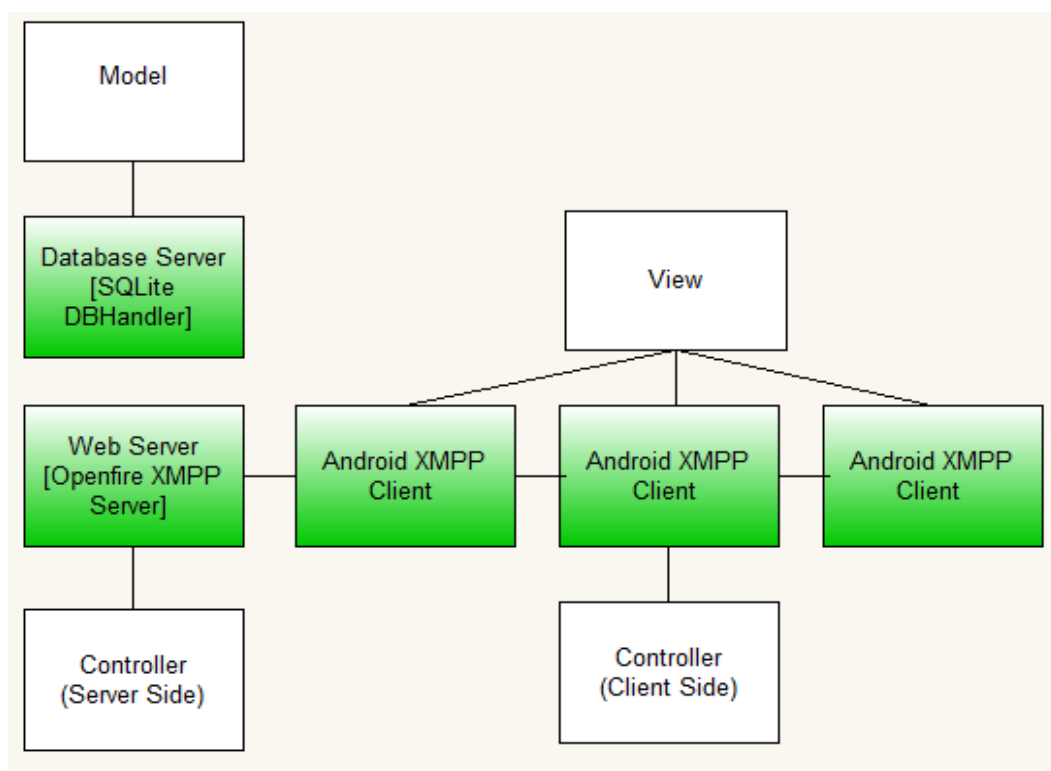 Model
Database Server
[SQLite
DBHandler]
View
Web Server
[Openfire XMPP
Server]
Android XMPP
Client
Android XMPP
Client
Android XMPP
Client
Controller
(Server Side)
Controller
(Client Side)